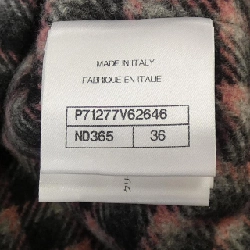 MADE IN ITALY
FABRIQUE EN ITALIE
P71277V62646
ND365 36